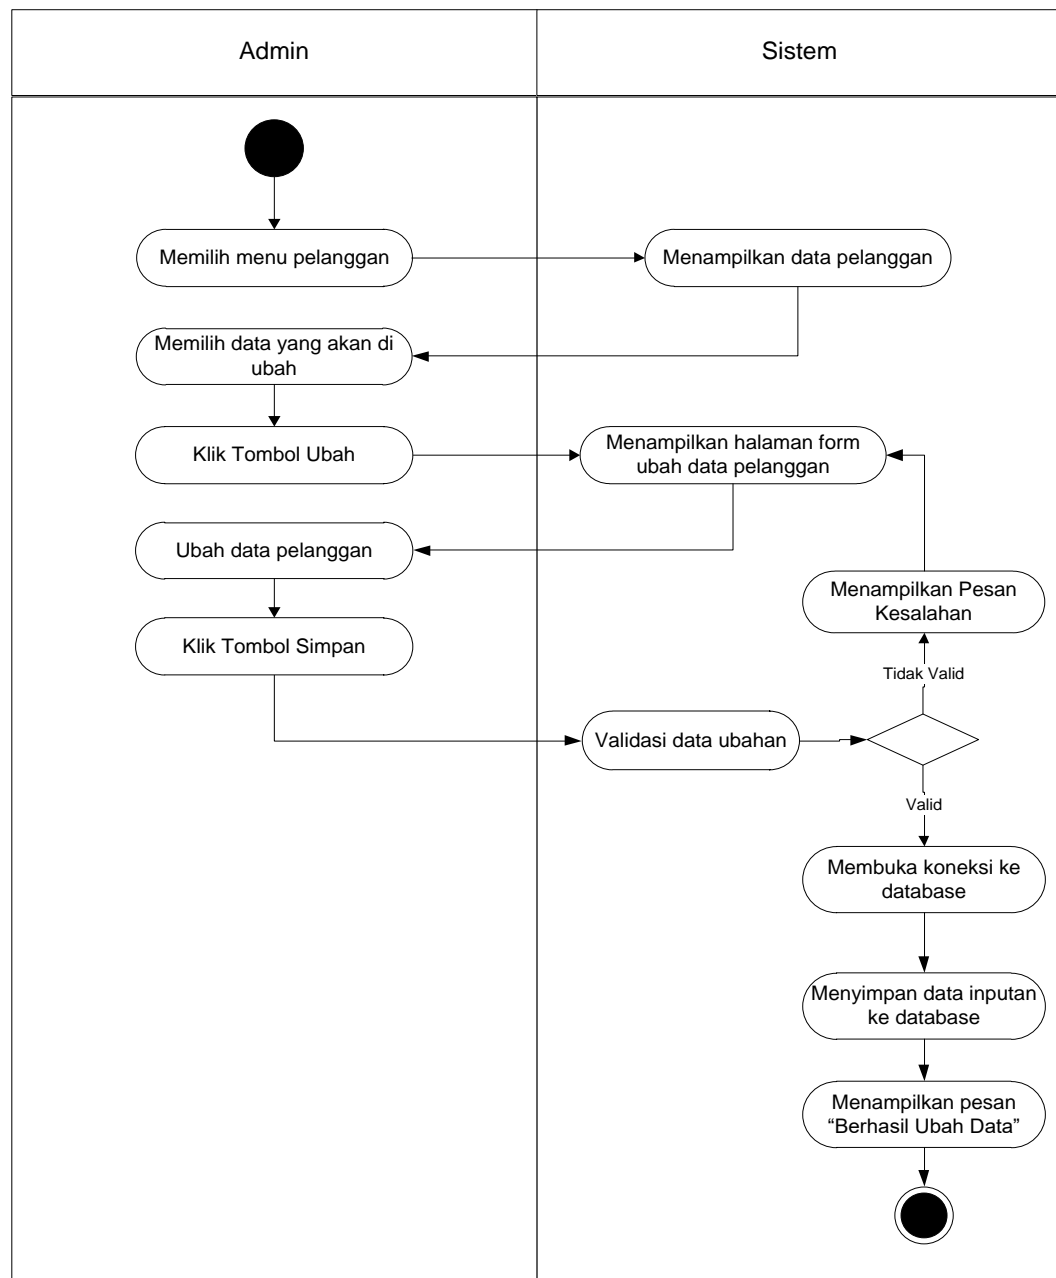 Admin
Sistem
Memilih menu pelanggan
Menampilkan data pelanggan
Memilih data yang akan di
ubah
Klik Tombol Ubah
Menampilkan halaman form
ubah data pelanggan
Ubah data pelanggan
Menampilkan Pesan
Kesalahan
Klik Tombol Simpan
Tidak Valid
Validasi data ubahan
Valid
Membuka koneksi ke
database
Menyimpan data inputan
ke database
Menampilkan pesan
“Berhasil Ubah Data”